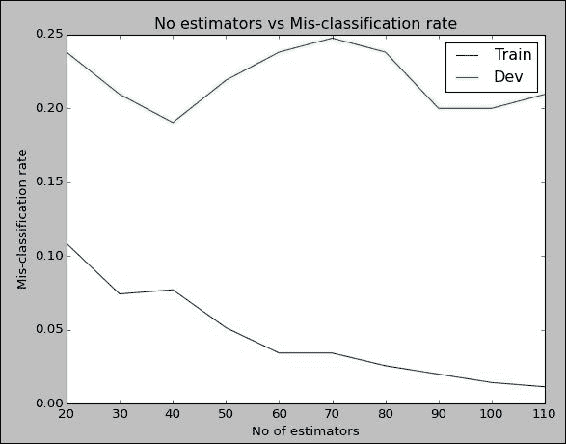 No estimators vs Mis-classification rate
Train
Dev
Mis-classification rate
0.25
0.20
0.15
0.10
0.05
0.00
20 30 40 50 60 70 80 90 100 110
No of estimators